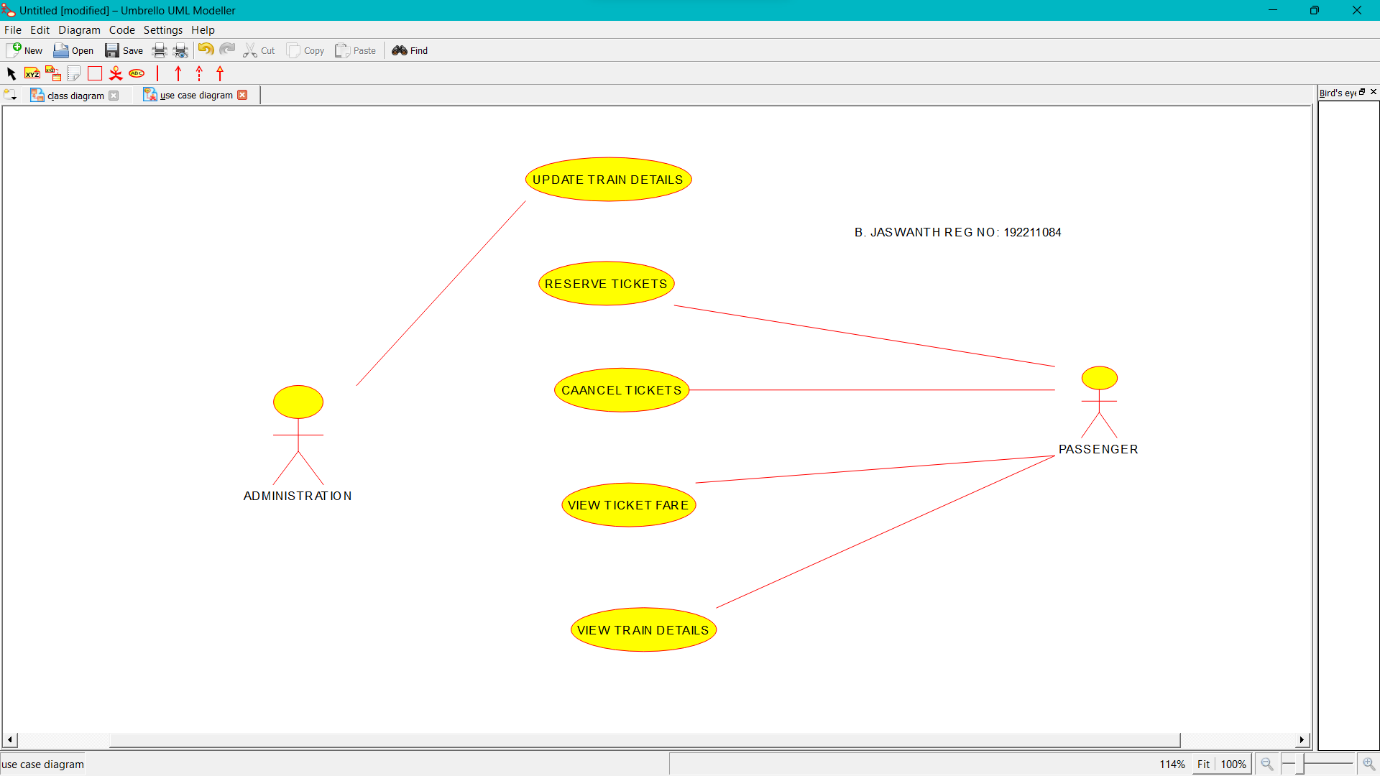 Untitled [modified] – Umbrello UML Modeller
File Edit Diagram Code Settings Help
New Open Save Cut Copy Paste Find
XYZ ABC
class diagram use case diagram
Bird's eye
UPDATE TRAIN DETAILS
B. JASWANTH REG NO: 192211084
RESERVE TICKETS
CAANCEL TICKETS
PASSENGER
ADMINISTRATION
VIEW TICKET FARE
VIEW TRAIN DETAILS
use case diagram 114% Fit 100%